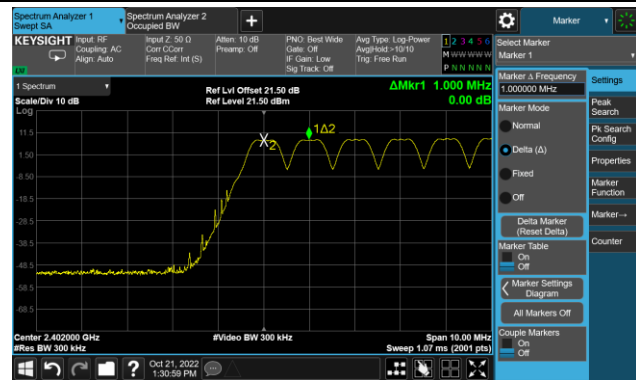 Spectrum Analyzer 1
Swept SA
Spectrum Analyzer 2
Occupied BW
Marker
KEYSIGHT
Input: RF
Coupling: AC
Align: Auto
Input Z: 50 Ω
Corr CCorr
Freq Ref: Int (S)
Atten: 10 dB
Preamp: Off
PNO: Best Wide
Gate: Off
IF Gain: Low
Sig Track: Off
Avg Type: Log-Power
Avg|Hold:>10/10
Trig: Free Run
1 2 3 4 5 6
M W W W W W
P N N N N N
Select Marker
Marker 1
1 Spectrum
Scale/Div 10 dB
Log
Ref Lvl Offset 21.50 dB
Ref Level 21.50 dBm
ΔMkr1 1.000 MHz
0.00 dB
11.5
1.50
-8.50
-18.5
-28.5
-38.5
-48.5
-58.5
-68.5
X2
1Δ2
Center 2.402000 GHz
#Res BW 300 kHz
#Video BW 300 kHz
Span 10.00 MHz
Sweep 1.07 ms (2001 pts)
Marker Δ Frequency
1.000000 MHz
Marker Mode
Normal
Delta (Δ)
Fixed
Off
Delta Marker
(Reset Delta)
Marker Table
On
Off
Marker Settings
Diagram
All Markers Off
Couple Markers
On
Off
Settings
Peak
Search
Pk Search
Config
Properties
Marker
Function
Marker→
Counter
Oct 21, 2022
1:30:59 PM